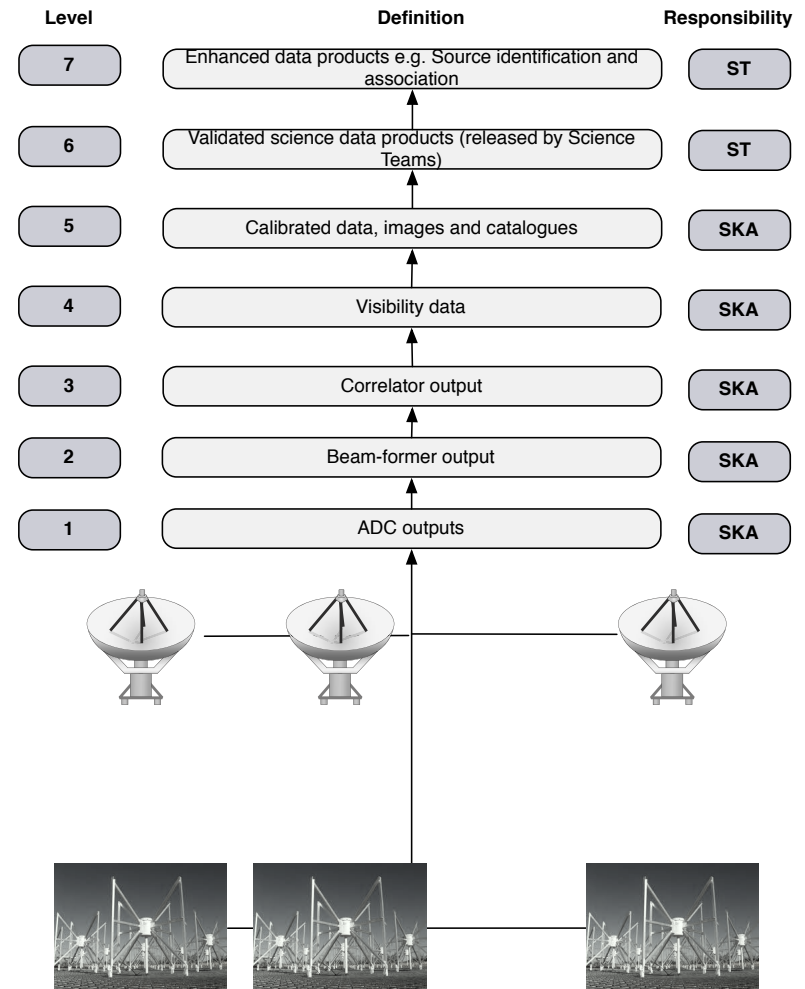 Level Definition Responsibility
7 Enhanced data products e.g. Source identification and ST
association
6 Validated science data products (released by Science ST
Teams)
5 Calibrated data, images and catalogues SKA
4 Visibility data SKA
3 Correlator output SKA
2 Beam-former output SKA
1 ADC outputs SKA